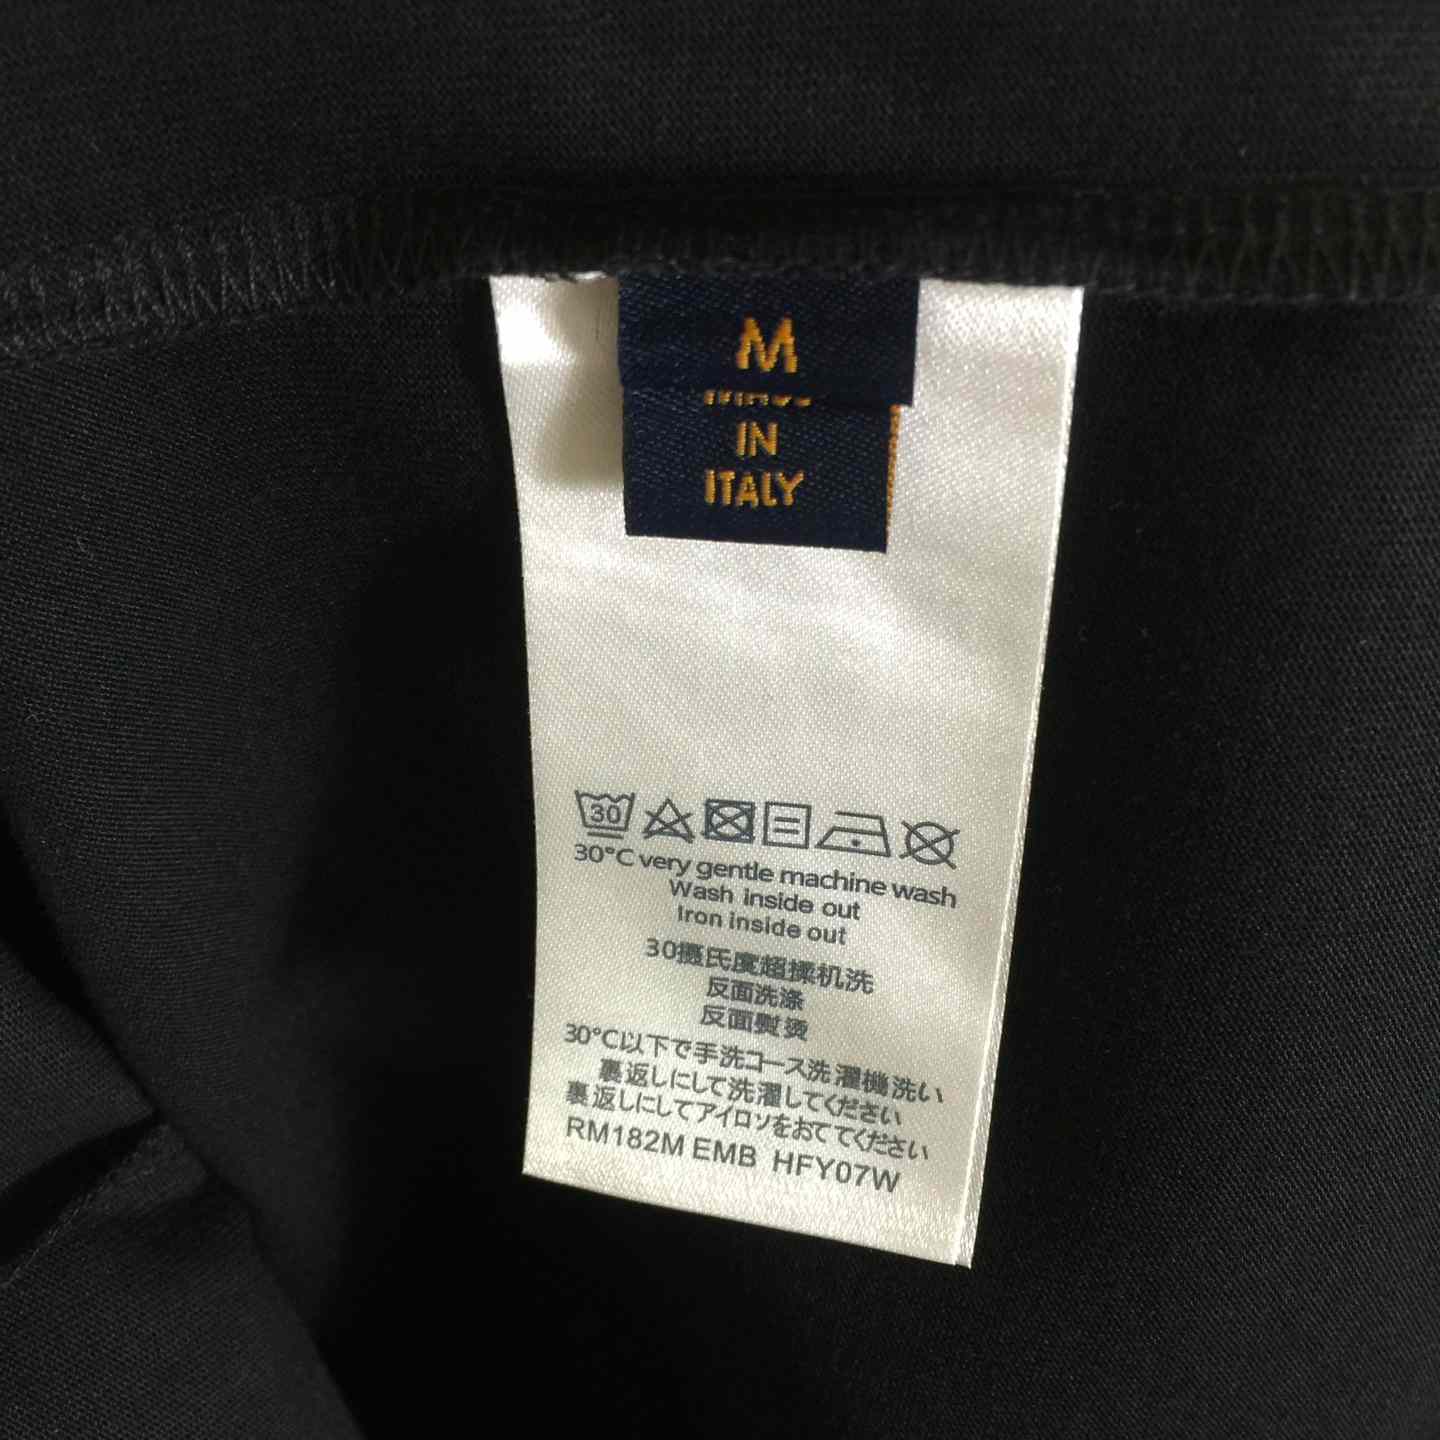 M
IN
ITALY
30
30°C very gentle machine wash
Wash inside out
Iron inside out
30摄氏度超揉机洗
反面洗涤
反面熨烫
30°C以下で手洗コース洗濯機洗い
裏返しにして洗濯してください
裏返しにしてアイロソをおててください
RM182M EMB HFY07W